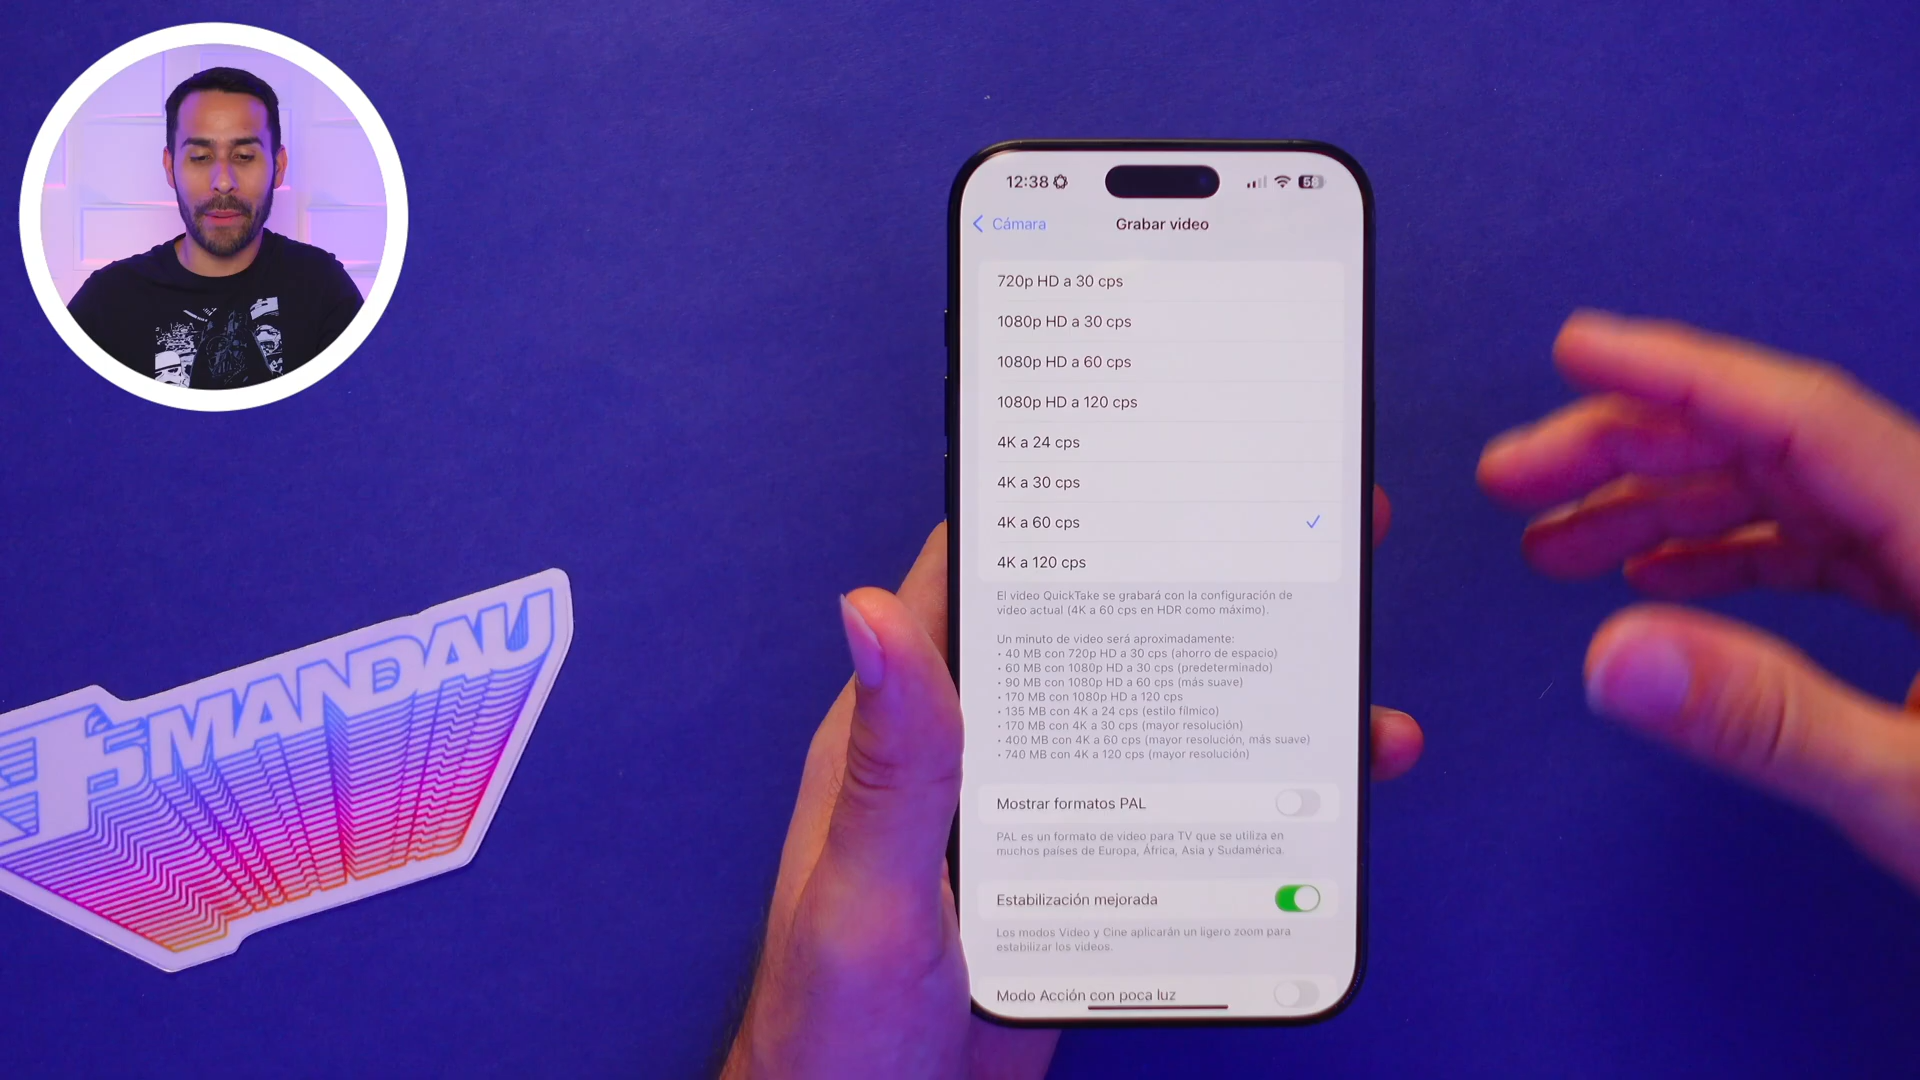 12:38
58
Cámara
Grabar video
720p HD a 30 cps
1080p HD a 30 cps
1080p HD a 60 cps
1080p HD a 120 cps
4K a 24 cps
4K a 30 cps
4K a 60 cps
4K a 120 cps
El video QuickTake se grabará con la configuración de
video actual (4K a 60 cps en HDR como máximo).
Un minuto de video será aproximadamente:
• 40 MB con 720p HD a 30 cps (ahorro de espacio)
• 60 MB con 1080p HD a 30 cps (predeterminado)
• 90 MB con 1080p HD a 60 cps (más suave)
• 170 MB con 1080p HD a 120 cps
• 135 MB con 4K a 24 cps (estilo fílmico)
• 170 MB con 4K a 30 cps (mayor resolución)
• 400 MB con 4K a 60 cps (mayor resolución, más suave)
• 740 MB con 4K a 120 cps (mayor resolución)
Mostrar formatos PAL
PAL es un formato de video para TV que se utiliza en
muchos países de Europa, África, Asia y Sudamérica.
Estabilización mejorada
Los modos Video y Cine aplicarán un ligero zoom para
estabilizar los videos.
Modo Acción con poca luz
SMANDAU